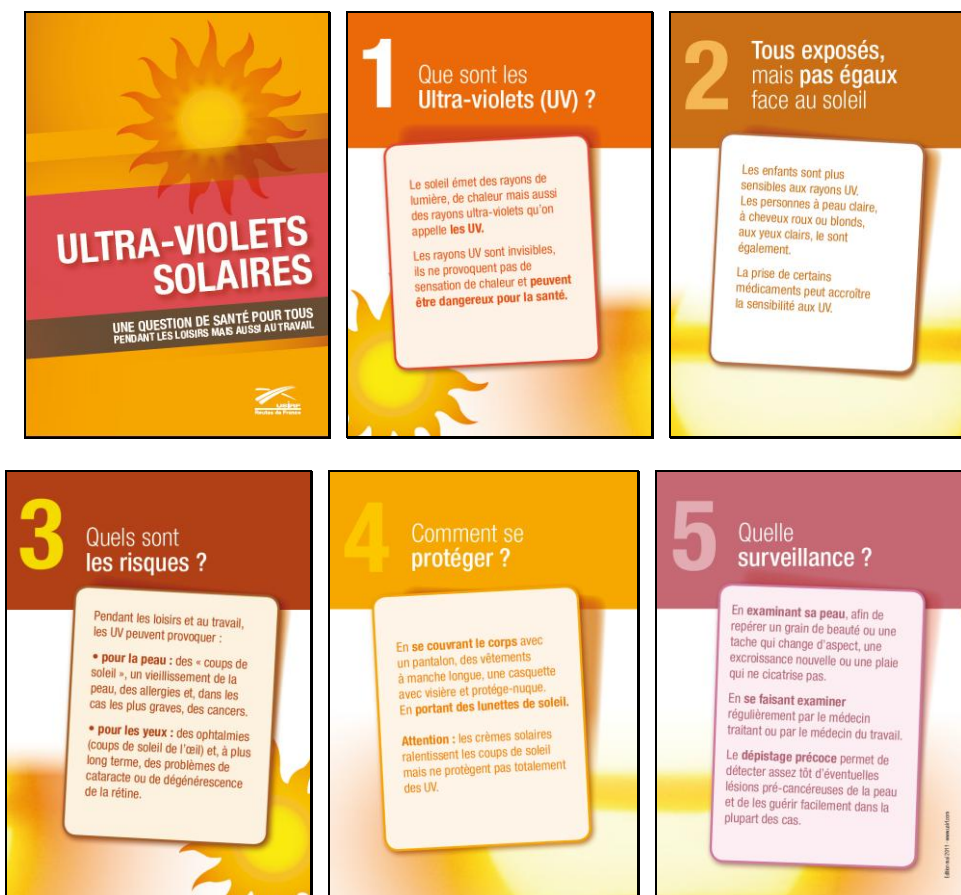 ULTRA-VIOLETS
SOLAIRES
UNE QUESTION DE SANTÉ POUR TOUS
PENDANT LES LOISIRS MAIS AUSSI AU TRAVAIL
usirf
Routes de France
1
Que sont les
Ultra-violets (UV) ?
Le soleil émet des rayons de
lumière, de chaleur mais aussi
des rayons ultra-violets qu'on
appelle les UV.
Les rayons UV sont invisibles,
ils ne provoquent pas de
sensation de chaleur et peuvent
être dangereux pour la santé.
2
Tous exposés,
mais pas égaux
face au soleil
Les enfants sont plus
sensibles aux rayons UV.
Les personnes à peau claire,
à cheveux roux ou blonds,
aux yeux clairs, le sont
également.
La prise de certains
médicaments peut accroître
la sensibilité aux UV.
3
Quels sont
les risques ?
Pendant les loisirs et au travail,
les UV peuvent provoquer :
• pour la peau : des « coups de
soleil », un vieillissement de la
peau, des allergies et, dans les
cas les plus graves, des cancers.
• pour les yeux : des ophtalmies
(coups de soleil de l'œil) et, à plus
long terme, des problèmes de
cataracte ou de dégénérescence
de la rétine.
4
Comment se
protéger ?
En se couvrant le corps avec
un pantalon, des vêtements
à manche longue, une casquette
avec visière et protége-nuque.
En portant des lunettes de soleil.
Attention : les crèmes solaires
ralentissent les coups de soleil
mais ne protègent pas totalement
des UV.
5
Quelle
surveillance ?
En examinant sa peau, afin de
repérer un grain de beauté ou une
tache qui change d'aspect, une
excroissance nouvelle ou une plaie
qui ne cicatrise pas.
En se faisant examiner
régulièrement par le médecin
traitant ou par le médecin du travail.
Le dépistage précoce permet de
détecter assez tôt d'éventuelles
lésions pré-cancéreuses de la peau
et de les guérir facilement dans la
plupart des cas.